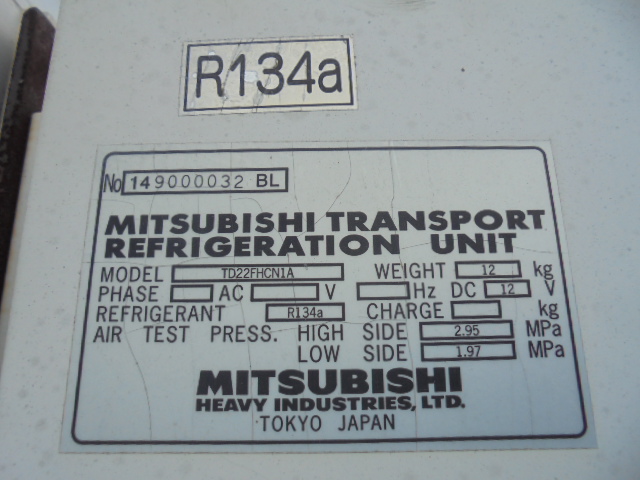 R134a
No 149000032 BL
MITSUBISHI TRANSPORT
REFRIGERATION UNIT
MODEL TD22FHCN1A WEIGHT 12 kg
PHASE AC V Hz DC 12 V
REFRIGERANT R134a CHARGE kg
AIR TEST PRESS. HIGH SIDE 2.95 MPa
LOW SIDE 1.97 MPa
MITSUBISHI
HEAVY INDUSTRIES, LTD.
TOKYO JAPAN